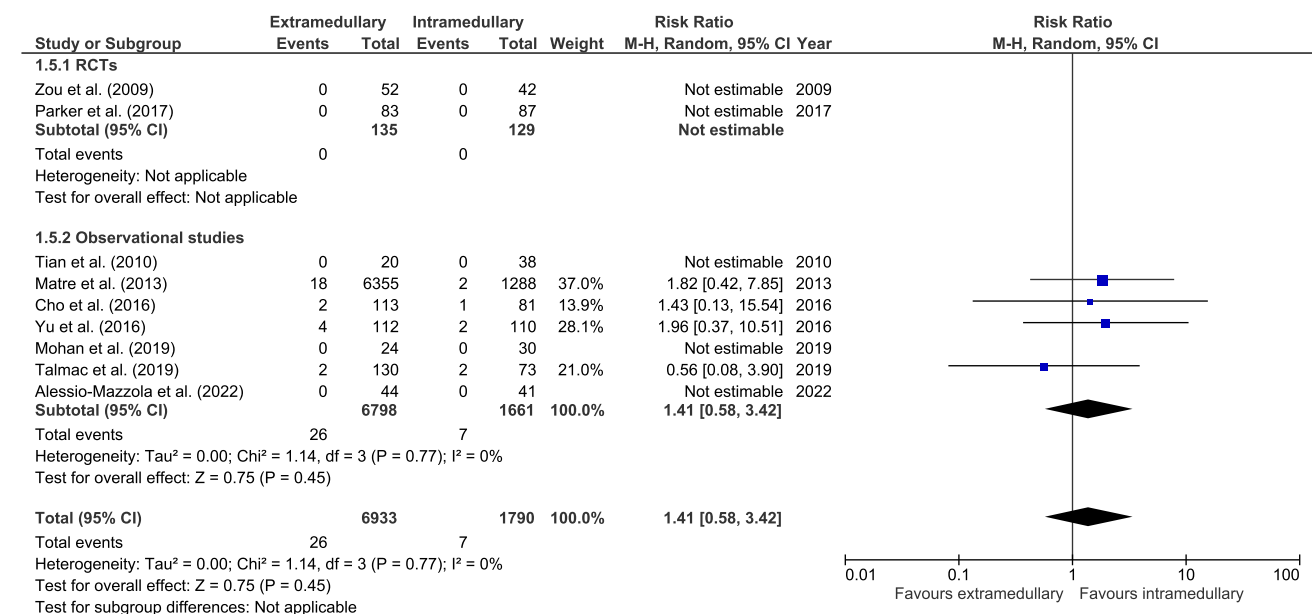 Extramedullary Intramedullary Risk Ratio Risk Ratio
Study or Subgroup Events Total Events Total Weight M-H, Random, 95% CI Year M-H, Random, 95% CI
1.5.1 RCTs
Zou et al. (2009) 0 52 0 42 Not estimable 2009
Parker et al. (2017) 0 83 0 87 Not estimable 2017
Subtotal (95% CI) 135 129 Not estimable
Total events 0 0
Heterogeneity: Not applicable
Test for overall effect: Not applicable
1.5.2 Observational studies
Tian et al. (2010) 0 20 0 38 Not estimable 2010
Matre et al. (2013) 18 6355 2 1288 37.0% 1.82 [0.42, 7.85] 2013
Cho et al. (2016) 2 113 1 81 13.9% 1.43 [0.13, 15.54] 2016
Yu et al. (2016) 4 112 2 110 28.1% 1.96 [0.37, 10.51] 2016
Mohan et al. (2019) 0 24 0 30 Not estimable 2019
Talmac et al. (2019) 2 130 2 73 21.0% 0.56 [0.08, 3.90] 2019
Alessio-Mazzola et al. (2022) 0 44 0 41 Not estimable 2022
Subtotal (95% CI) 6798 1661 100.0% 1.41 [0.58, 3.42]
Total events 26 7
Heterogeneity: Tau² = 0.00; Chi² = 1.14, df = 3 (P = 0.77); I² = 0%
Test for overall effect: Z = 0.75 (P = 0.45)
Total (95% CI) 6933 1790 100.0% 1.41 [0.58, 3.42]
Total events 26 7
Heterogeneity: Tau² = 0.00; Chi² = 1.14, df = 3 (P = 0.77); I² = 0%
Test for overall effect: Z = 0.75 (P = 0.45)
Test for subgroup differences: Not applicable
0.01 0.1 1 10 100
Favours extramedullary Favours intramedullary